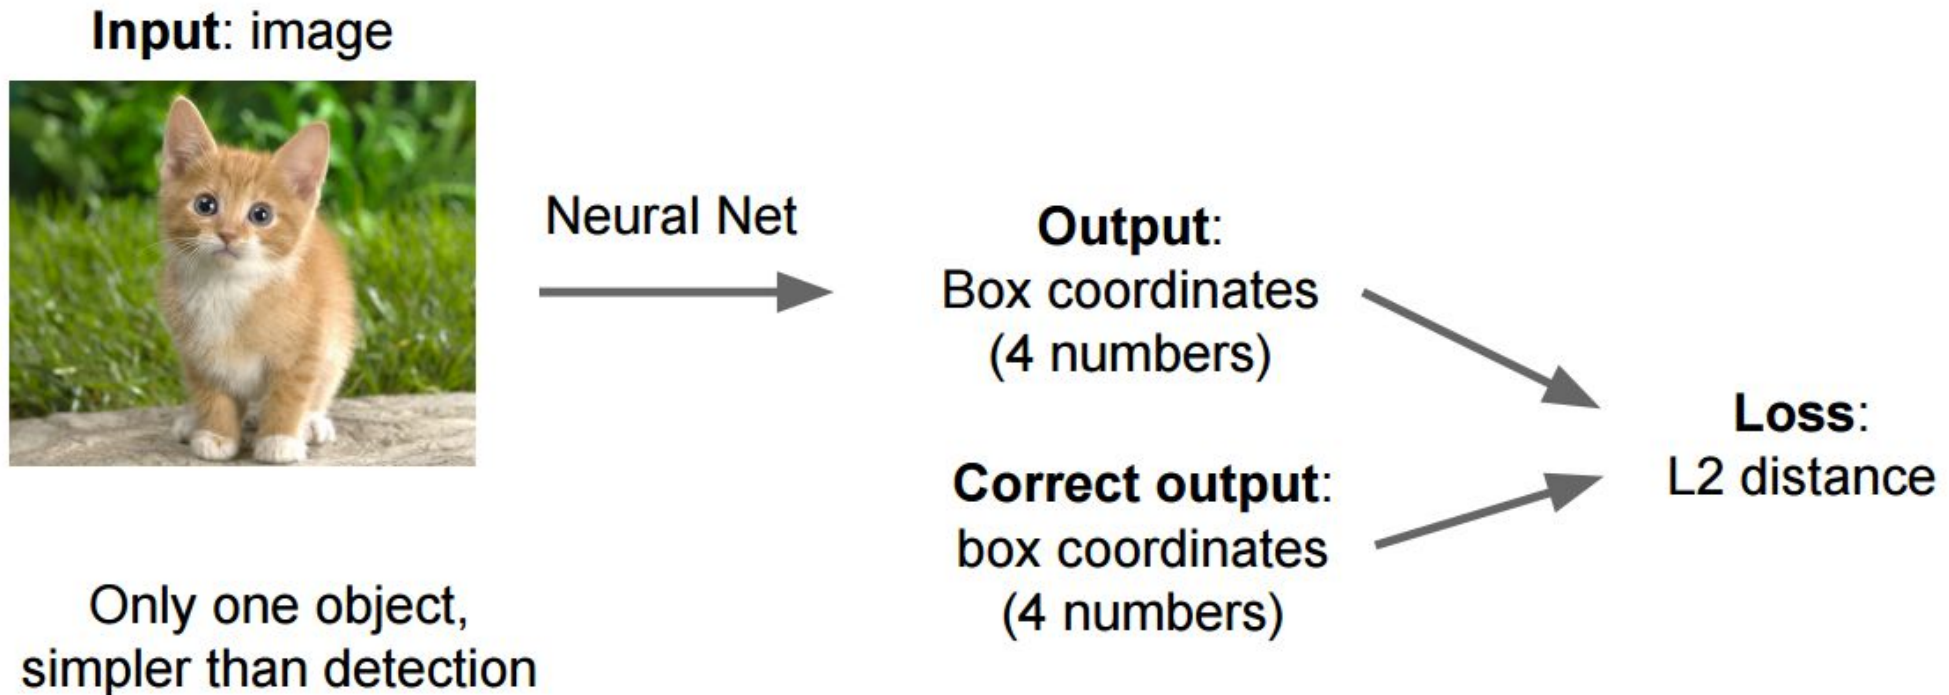 Input: image
Neural Net
Output:
Box coordinates
(4 numbers)
Correct output:
box coordinates
(4 numbers)
Loss:
L2 distance
Only one object,
simpler than detection